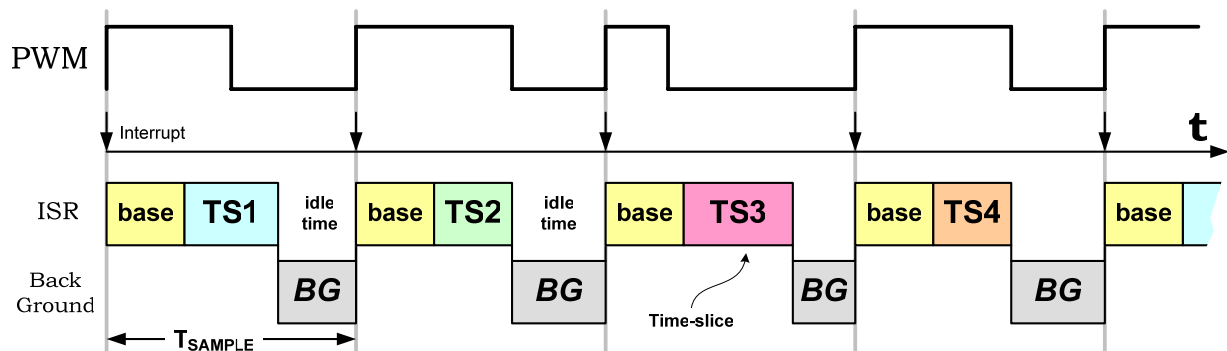 PWM
Interrupt
t
ISR
base TS1 idle time base TS2 idle time base TS3 base TS4 base
Back Ground
BG BG BG BG
Time-slice
TSAMPLE